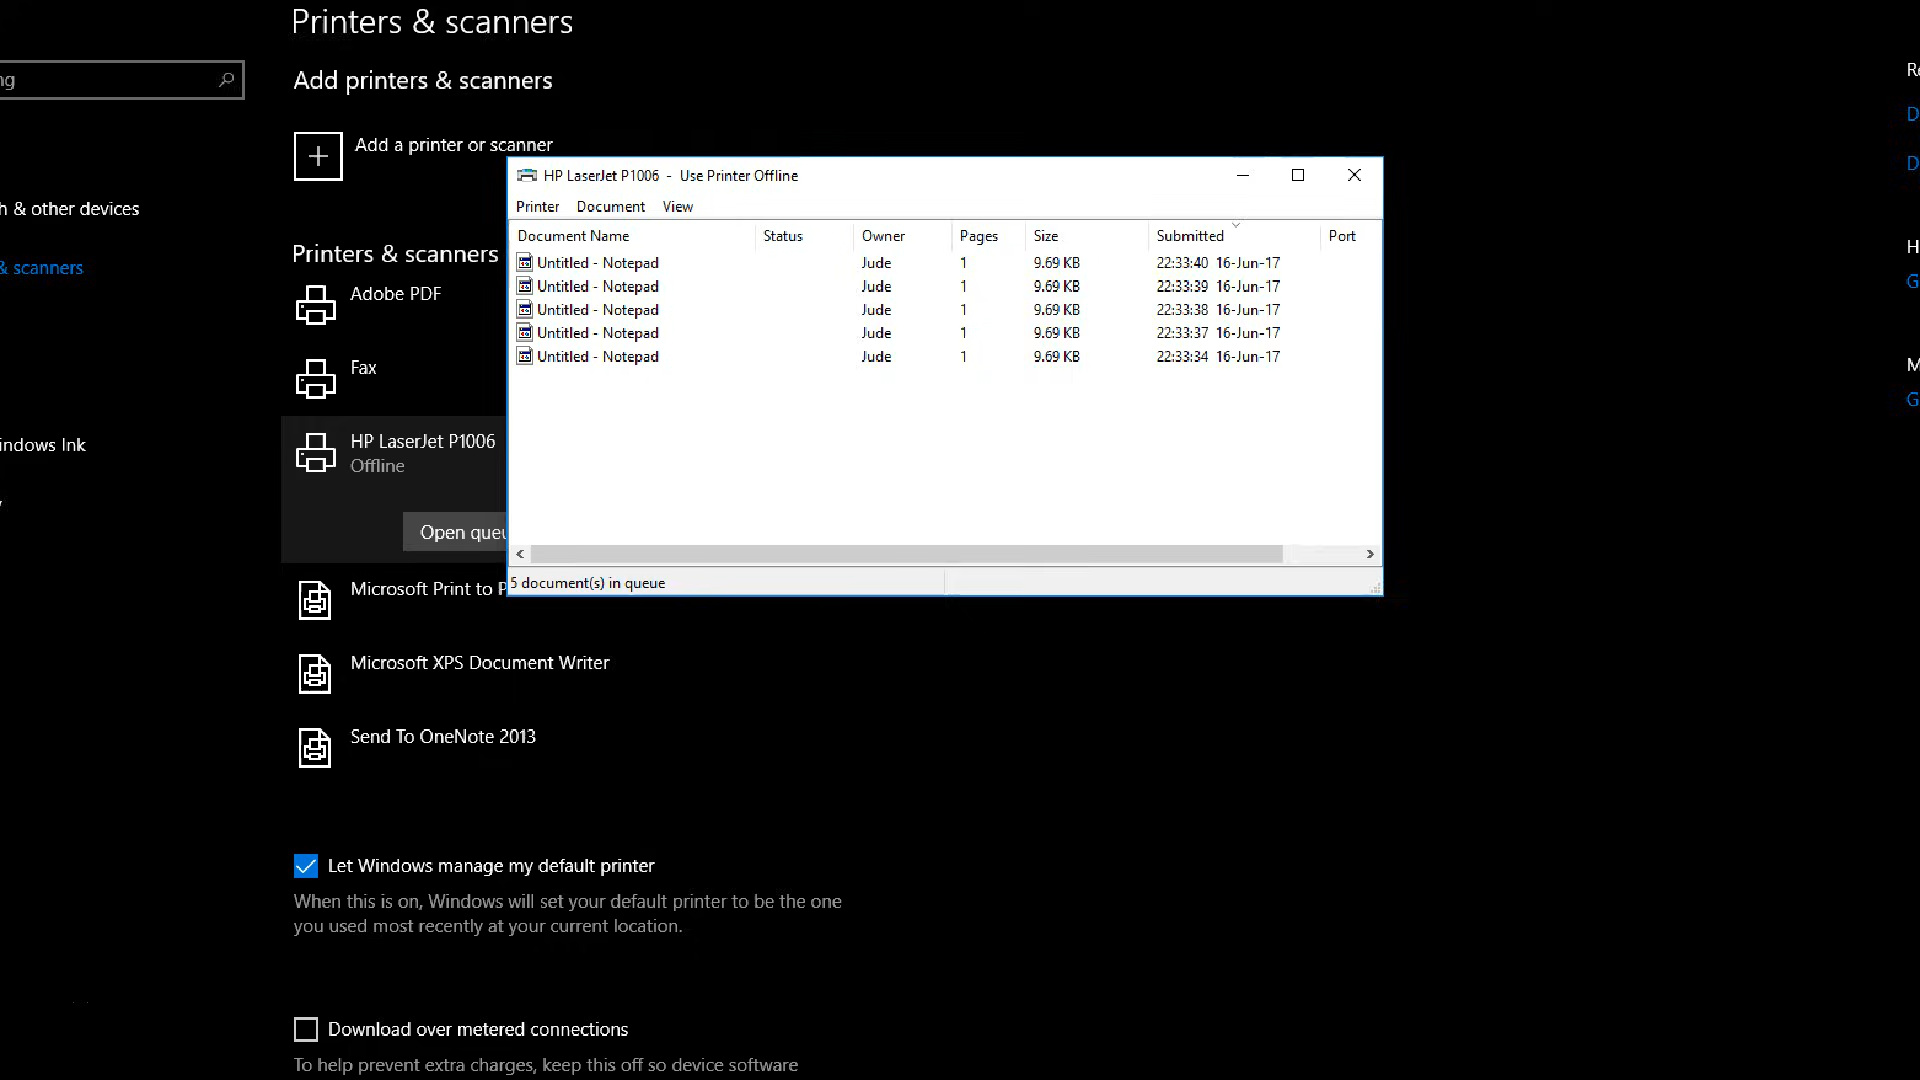 Printers & scanners
ng
Add printers & scanners
Add a printer or scanner
h & other devices
& scanners
indows Ink
Printers & scanners
Adobe PDF
Fax
HP LaserJet P1006
Offline
Open queu
Microsoft Print to P
Microsoft XPS Document Writer
Send To OneNote 2013
Let Windows manage my default printer
When this is on, Windows will set your default printer to be the one
you used most recently at your current location.
Download over metered connections
To help prevent extra charges, keep this off so device software
HP LaserJet P1006 - Use Printer Offline
Printer Document View
Document Name Status Owner Pages Size Submitted Port
Untitled - Notepad Jude 1 9.69 KB 22:33:40 16-Jun-17
Untitled - Notepad Jude 1 9.69 KB 22:33:39 16-Jun-17
Untitled - Notepad Jude 1 9.69 KB 22:33:38 16-Jun-17
Untitled - Notepad Jude 1 9.69 KB 22:33:37 16-Jun-17
Untitled - Notepad Jude 1 9.69 KB 22:33:34 16-Jun-17
5 document(s) in queue
Re
D
D
H
G
M
G